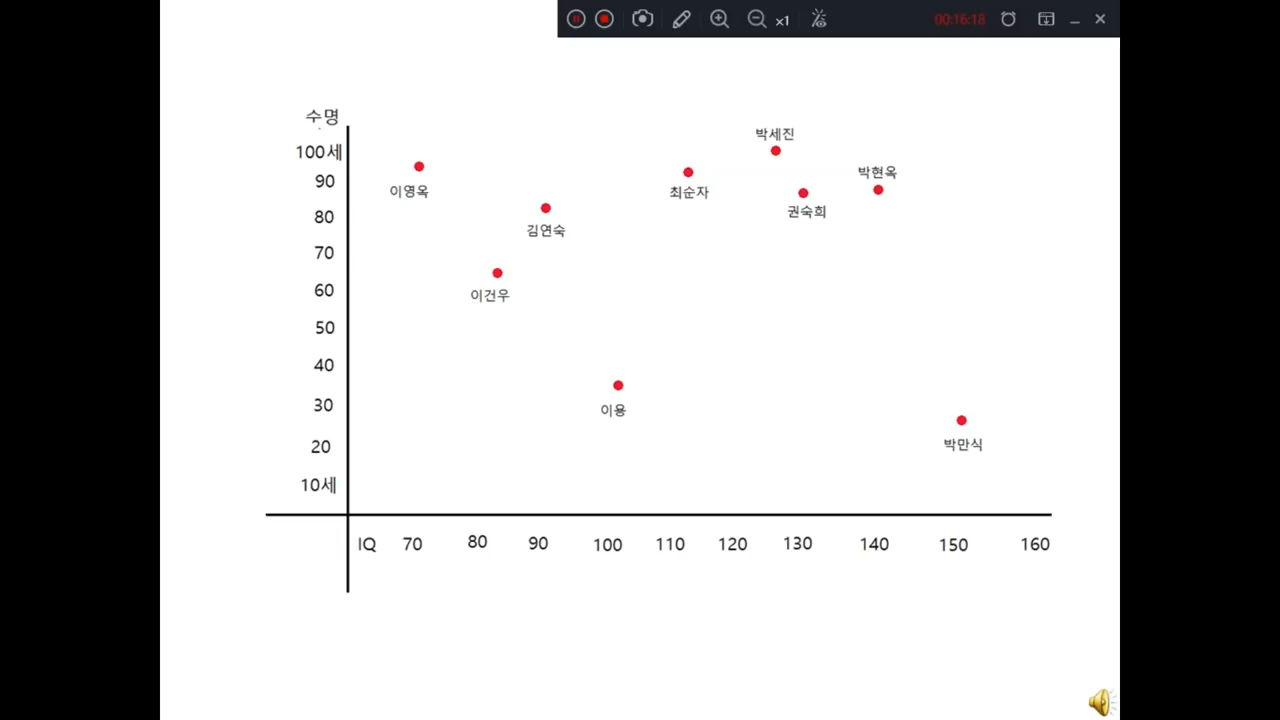 x1
00:16:18
수명
박세진
100세
90
이영옥
최순자
박현옥
권숙희
80
김연숙
70
60
이건우
50
40
30
이용
20
박만식
10세
IQ 70 80 90 100 110 120 130 140 150 160